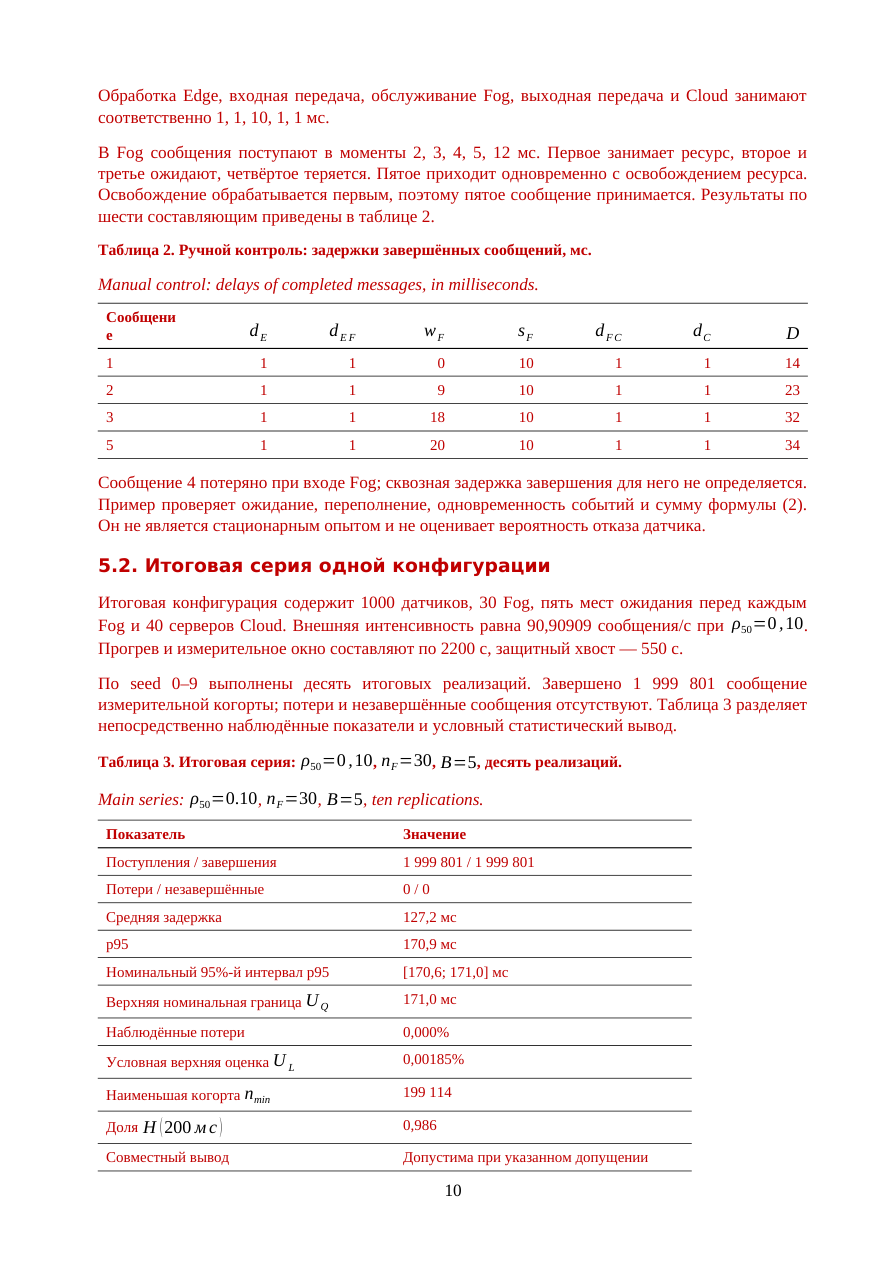 Обработка Edge, входная передача, обслуживание Fog, выходная передача и Cloud занимают
соответственно 1, 1, 10, 1, 1 мс.
В Fog сообщения поступают в моменты 2, 3, 4, 5, 12 мс. Первое занимает ресурс, второе и
третье ожидают, четвёртое теряется. Пятое приходит одновременно с освобождением ресурса.
Освобождение обрабатывается первым, поэтому пятое сообщение принимается. Результаты по
шести составляющим приведены в таблице 2.
Таблица 2. Ручной контроль: задержки завершённых сообщений, мс.
Manual control: delays of completed messages, in milliseconds.
Сообщени
е d_E d_EF w_F s_F d_FC d_C D
1 1 1 0 10 1 1 14
2 1 1 9 10 1 1 23
3 1 1 18 10 1 1 32
5 1 1 20 10 1 1 34
Сообщение 4 потеряно при входе Fog; сквозная задержка завершения для него не определяется.
Пример проверяет ожидание, переполнение, одновременность событий и сумму формулы (2).
Он не является стационарным опытом и не оценивает вероятность отказа датчика.
5.2. Итоговая серия одной конфигурации
Итоговая конфигурация содержит 1000 датчиков, 30 Fog, пять мест ожидания перед каждым
Fog и 40 серверов Cloud. Внешняя интенсивность равна 90,90909 сообщения/с при ρ₅₀=0,10.
Прогрев и измерительное окно составляют по 2200 с, защитный хвост — 550 с.
По seed 0–9 выполнены десять итоговых реализаций. Завершено 1 999 801 сообщение
измерительной когорты; потери и незавершённые сообщения отсутствуют. Таблица 3 разделяет
непосредственно наблюдённые показатели и условный статистический вывод.
Таблица 3. Итоговая серия: ρ₅₀=0,10, n_F=30, B=5, десять реализаций.
Main series: ρ₅₀=0.10, n_F=30, B=5, ten replications.
Показатель Значение
Поступления / завершения 1 999 801 / 1 999 801
Потери / незавершённые 0 / 0
Средняя задержка 127,2 мс
p95 170,9 мс
Номинальный 95%-й интервал p95 [170,6; 171,0] мс
Верхняя номинальная граница U_Q 171,0 мс
Наблюдённые потери 0,000%
Условная верхняя оценка U_L 0,00185%
Наименьшая когорта n_min 199 114
Доля H(200 мс) 0,986
Совместный вывод Допустима при указанном допущении
10